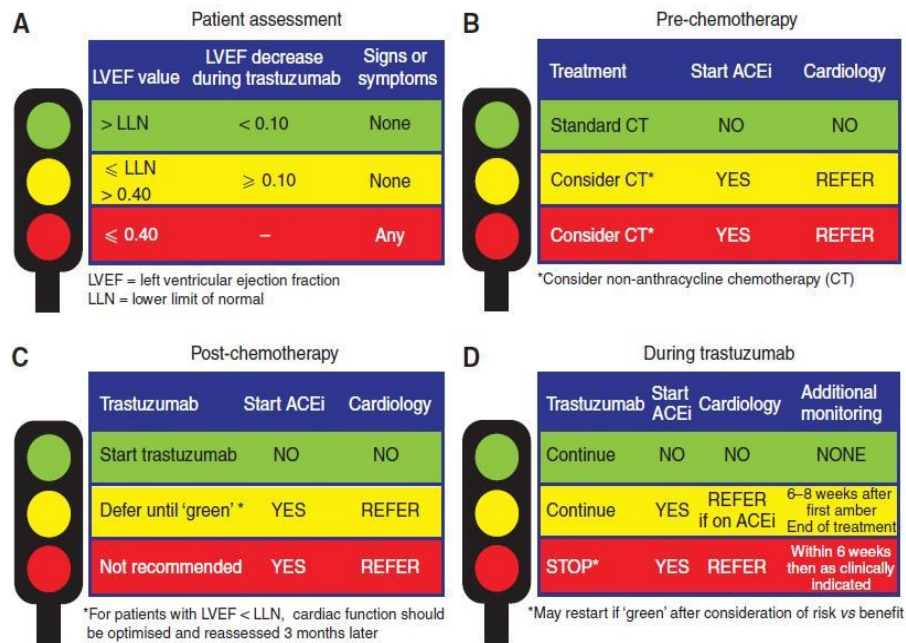 A Patient assessment
LVEF value LVEF decrease during trastuzumab Signs or symptoms
> LLN < 0.10 None
⩽ LLN
> 0.40 ⩾ 0.10 None
⩽ 0.40 – Any
LVEF = left ventricular ejection fraction
LLN = lower limit of normal
B Pre-chemotherapy
Treatment Start ACEi Cardiology
Standard CT NO NO
Consider CT* YES REFER
Consider CT* YES REFER
*Consider non-anthracycline chemotherapy (CT)
C Post-chemotherapy
Trastuzumab Start ACEi Cardiology
Start trastuzumab NO NO
Defer until ‘green’ * YES REFER
Not recommended YES REFER
*For patients with LVEF < LLN, cardiac function should
be optimised and reassessed 3 months later
D During trastuzumab
Trastuzumab Start ACEi Cardiology Additional monitoring
Continue NO NO NONE
Continue YES REFER if on ACEi 6–8 weeks after first amber End of treatment
STOP* YES REFER Within 6 weeks then as clinically indicated
*May restart if ‘green’ after consideration of risk vs benefit